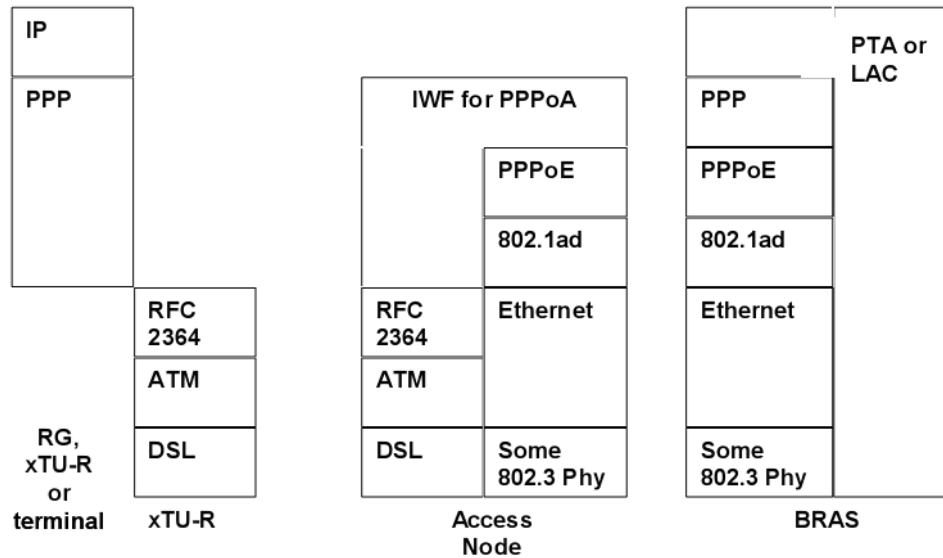 IP
PPP
RFC
2364
ATM
DSL
RG,
xTU-R
or
terminal
xTU-R
IWF for PPPoA
PPPoE
802.1ad
RFC
2364
Ethernet
ATM
DSL
Some
802.3 Phy
Access
Node
PTA or
LAC
PPP
PPPoE
802.1ad
Ethernet
Some
802.3 Phy
BRAS